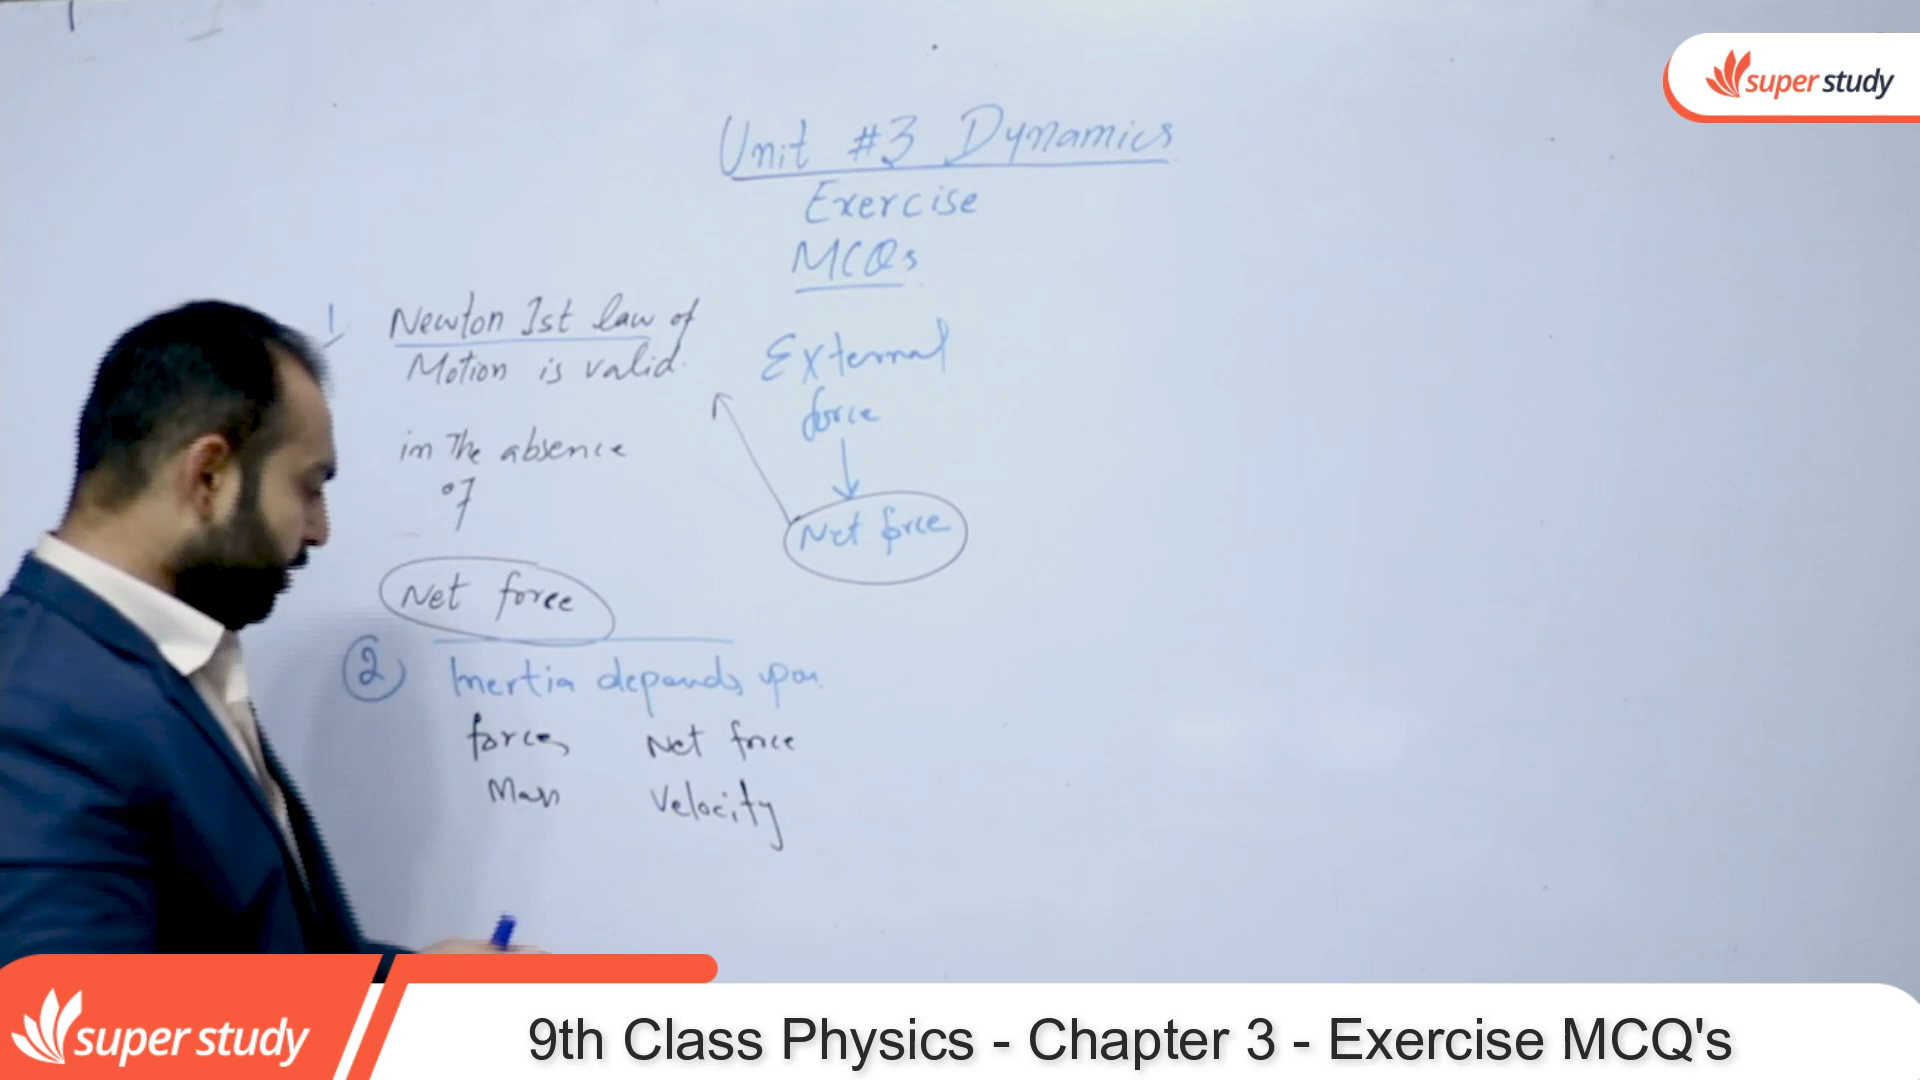 super study
Unit #3 Dynamics
Exercise
MCQs
1 Newton 1st law of
Motion is valid.
in The absence
of
Net force
External
force
Net force
2 Inertia depends upon
forces Net force
Mass Velocity
super study
9th Class Physics - Chapter 3 - Exercise MCQ's